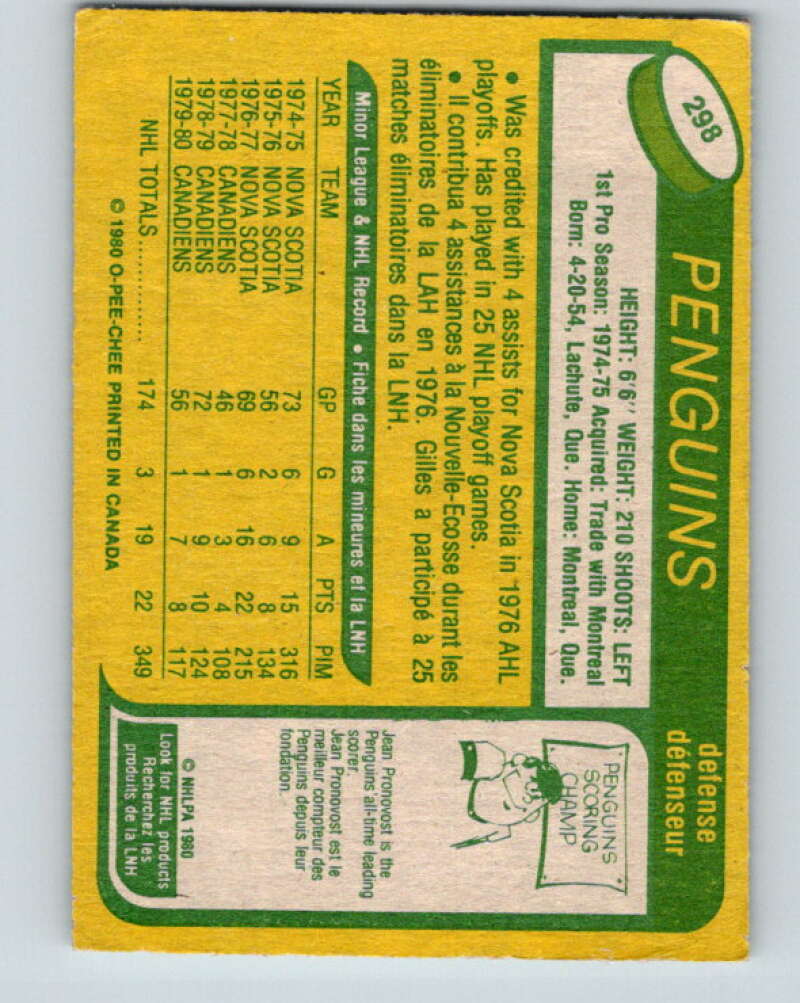 298
PENGUINS
defense
défenseur
HEIGHT: 6'6" WEIGHT: 210 SHOOTS: LEFT
1st Pro Season: 1974-75 Acquired: Trade with Montreal
Born: 4-20-54, Lachute, Que. Home: Montreal, Que.
• Was credited with 4 assists for Nova Scotia in 1976 AHL
playoffs. Has played in 25 NHL playoff games.
• Il contribua 4 assistances à la Nouvelle-Ecosse durant les
éliminatoires de la LAH en 1976. Gilles a participé à 25
matches éliminatoires dans la LNH.
Minor League & NHL Record • Fiche dans les mineures et la LNH
YEAR TEAM GP G A PTS PIM
1974-75 NOVA SCOTIA 73 6 9 15 316
1975-76 NOVA SCOTIA 56 2 6 8 134
1976-77 NOVA SCOTIA 69 6 16 22 215
1977-78 CANADIENS 46 1 3 4 108
1978-79 CANADIENS 72 1 9 10 124
1979-80 CANADIENS 56 1 7 8 117
NHL TOTALS .............. 174 3 19 22 349
© 1980 O-PEE-CHEE PRINTED IN CANADA
PENGUINS
SCORING
CHAMP
Jean Pronovost is the
Penguins all-time leading
scorer.
Jean Pronovost est le
meilleur compteur des
Penguins depuis leur
fondation.
© NHLPA 1980
Look for NHL products
Recherchez les
produits de la LNH